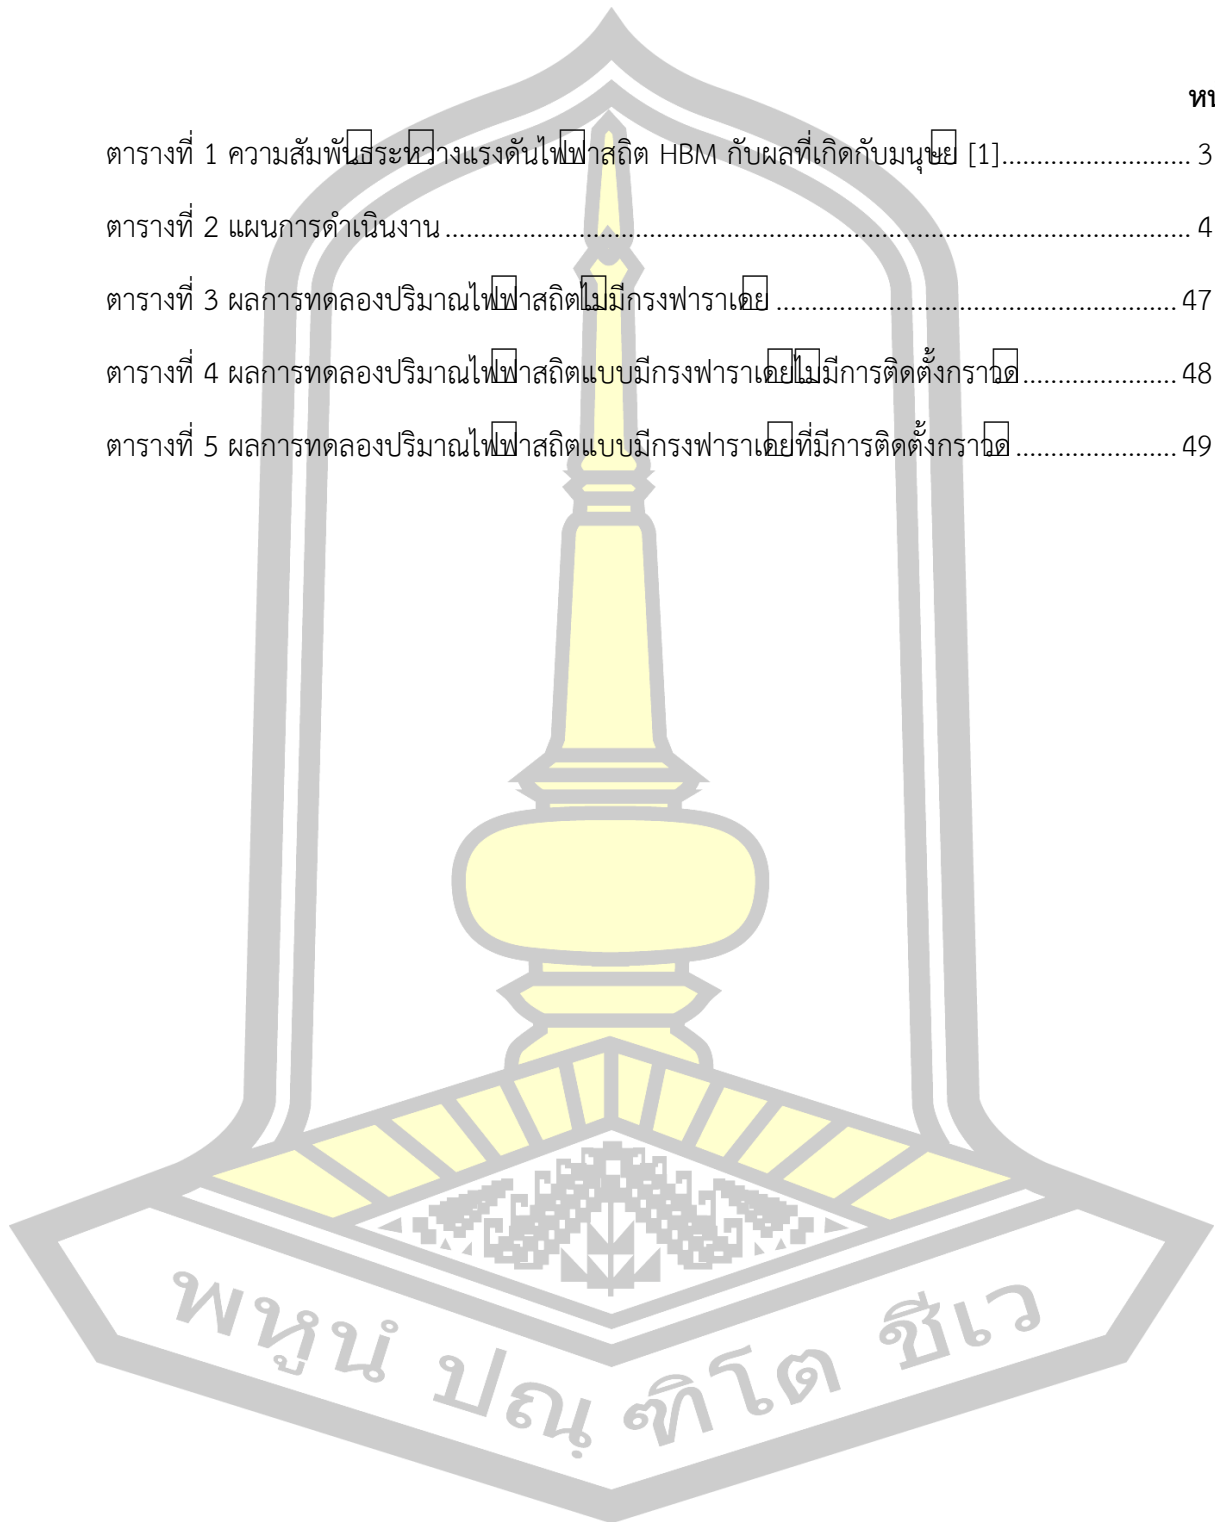 ตารางที่ 1 ความสัมพันธระหวางแรงดันไฟฟาสถิต HBM กับผลที่เกิดกับมนุษย [1].......................... 3
ตารางที่ 2 แผนการดำเนินงาน........................................................................................................ 4
ตารางที่ 3 ผลการทดลองปริมาณไฟฟาสถิตไมมีกรงฟาราเดย ........................................................ 47
ตารางที่ 4 ผลการทดลองปริมาณไฟฟาสถิตแบบมีกรงฟาราเดยไมมีการติดตั้งกราวด...................... 48
ตารางที่ 5 ผลการทดลองปริมาณไฟฟาสถิตแบบมีกรงฟาราเดยที่มีการติดตั้งกราวด ....................... 49
พหูนํ ปณฺฑิโต ชีเว